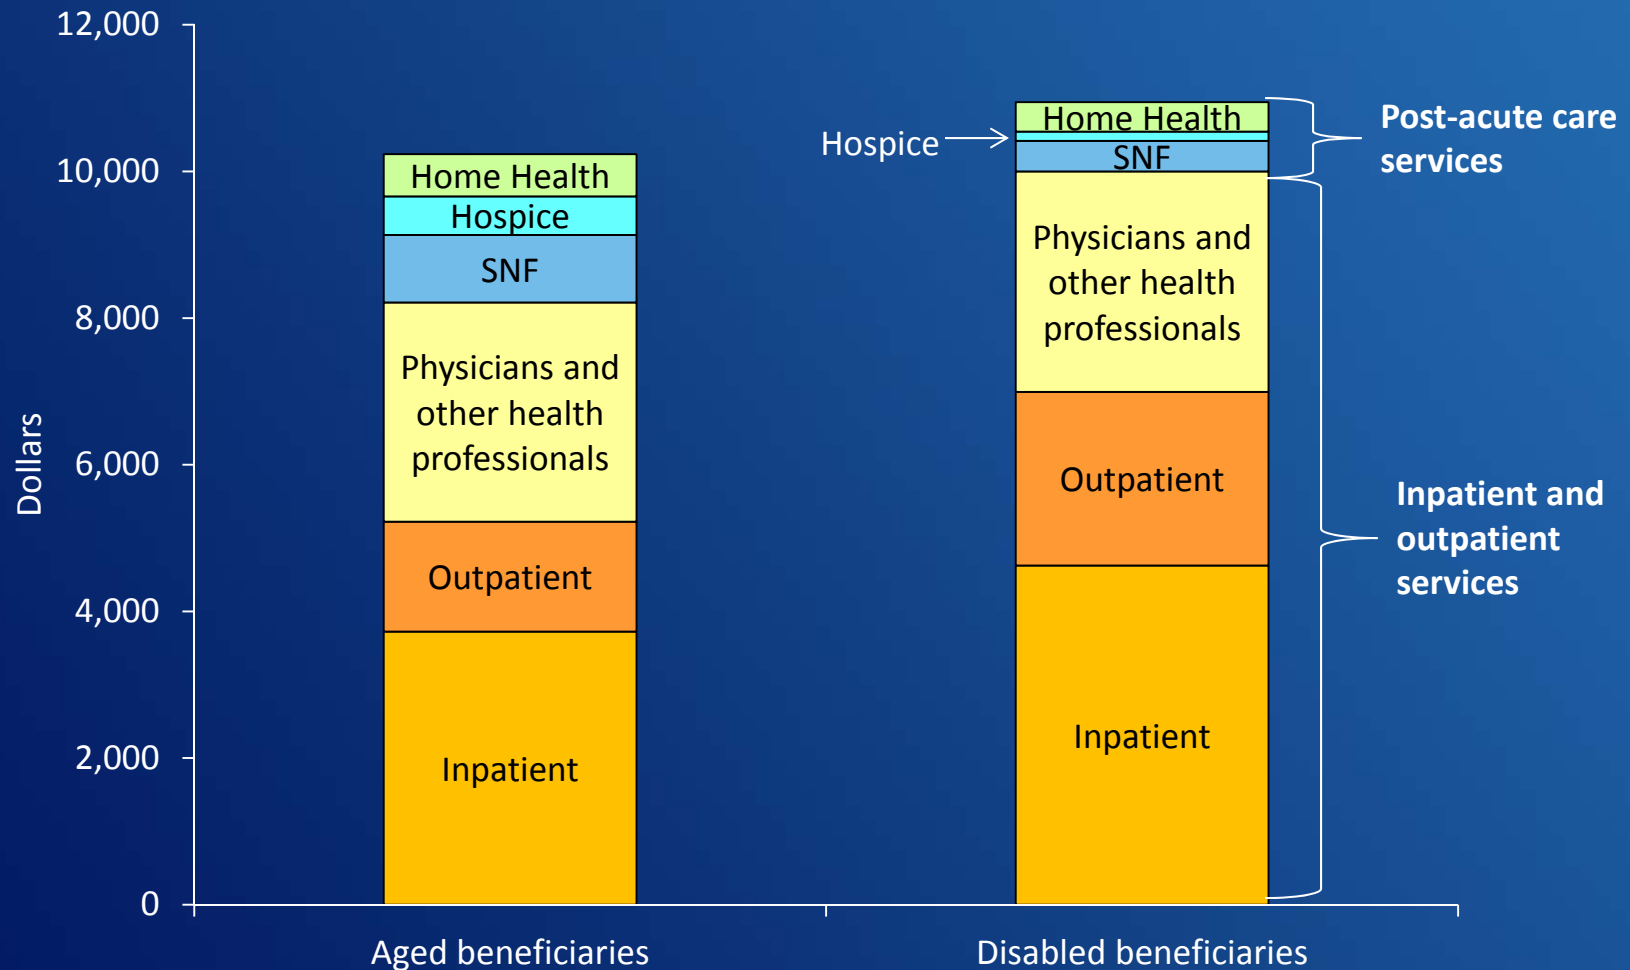 Dollars
12,000
10,000
8,000
6,000
4,000
2,000
0
Home Health
Hospice
SNF
Physicians and
other health
professionals
Outpatient
Inpatient
Aged beneficiaries
Hospice
Home Health
SNF
Physicians and
other health
professionals
Outpatient
Inpatient
Disabled beneficiaries
Post-acute care
services
Inpatient and
outpatient
services